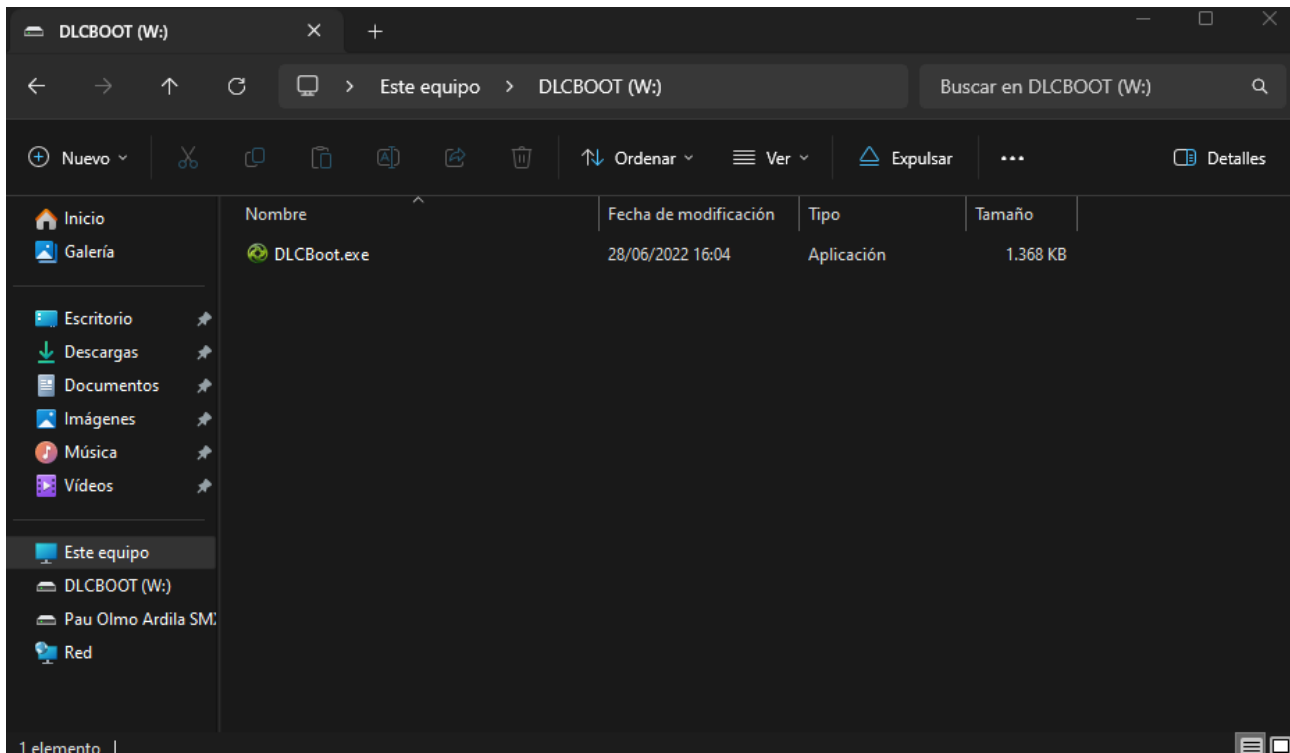 DLCBOOT (W:)
Este equipo > DLCBOOT (W:)
Buscar en DLCBOOT (W:)
Nuevo
Ordenar
Ver
Expulsar
Detalles
Inicio
Galería
Escritorio
Descargas
Documentos
Imágenes
Música
Vídeos
Este equipo
DLCBOOT (W:)
Pau Olmo Ardila SM
Red
Nombre Fecha de modificación Tipo Tamaño
DLCBoot.exe 28/06/2022 16:04 Aplicación 1.368 KB
1 elemento